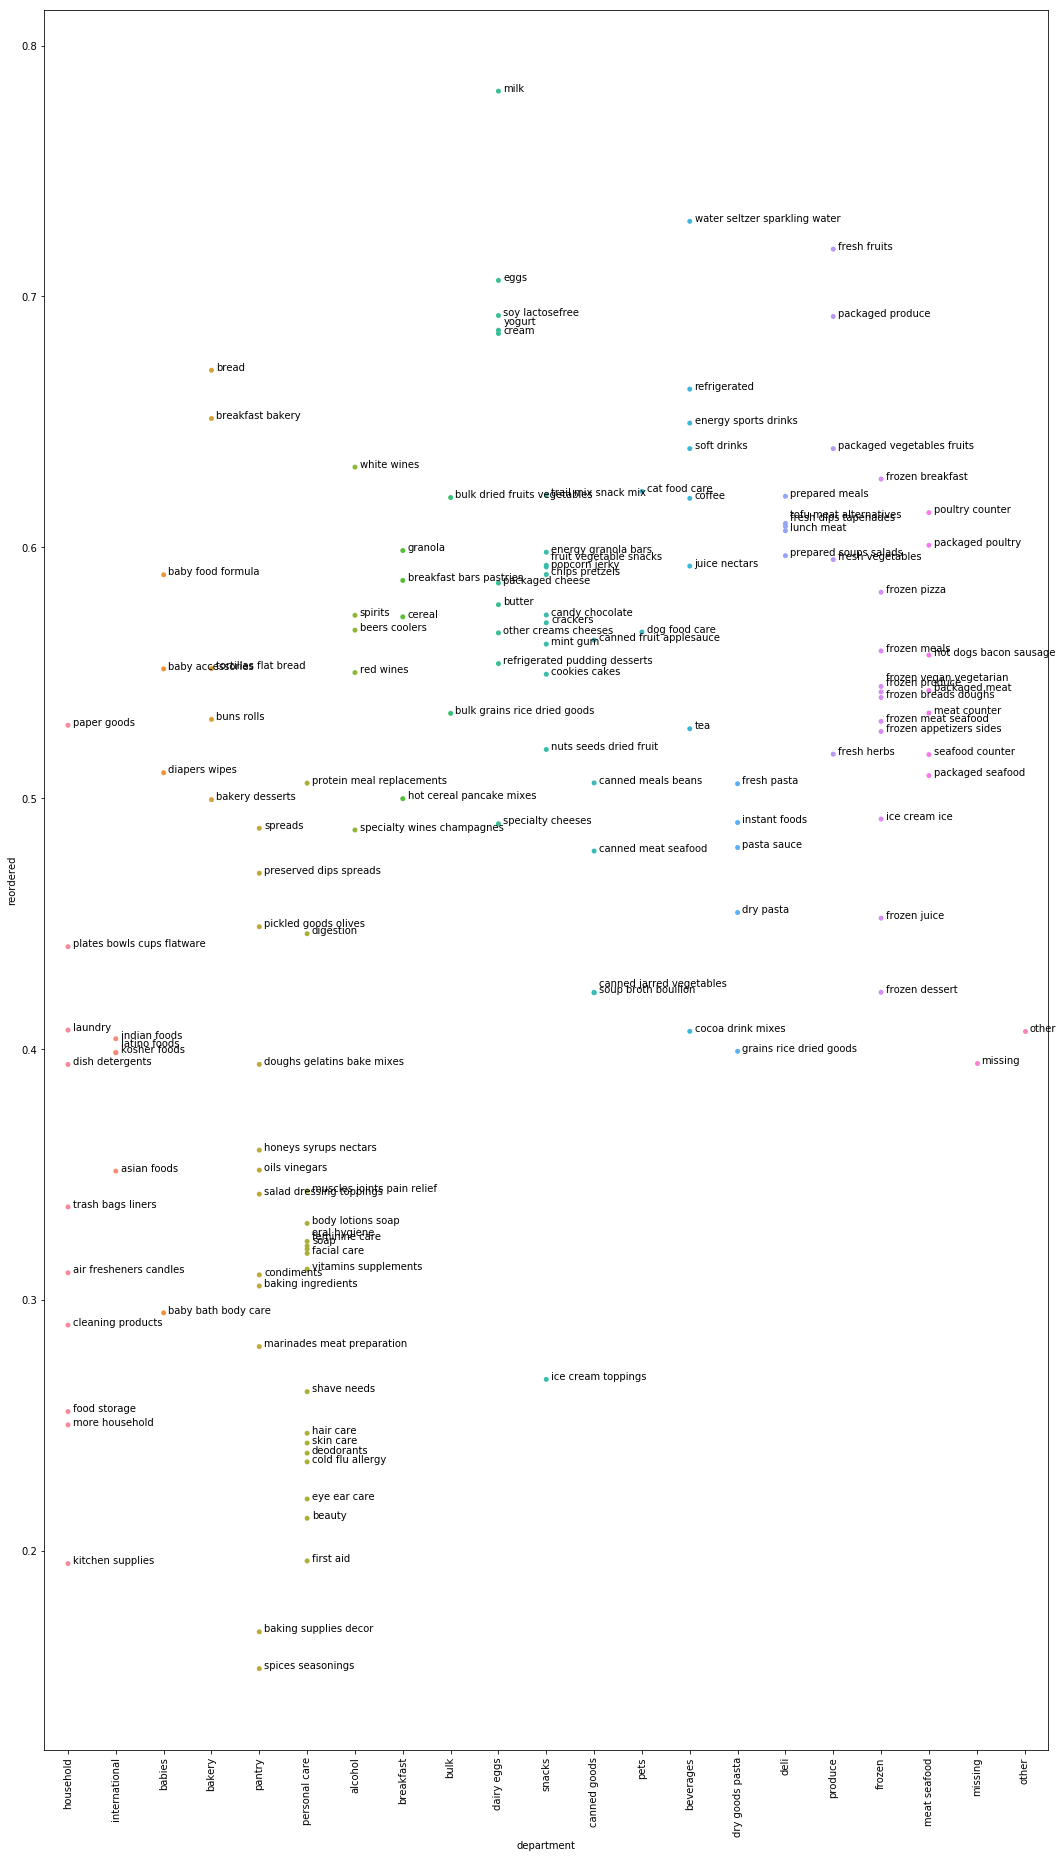 0.8
milk
water seltzer sparkling water
fresh fruits
eggs
0.7
soy lactosefree
packaged produce
yogurt
cream
bread
refrigerated
breakfast bakery
energy sports drinks
soft drinks
packaged vegetables fruits
white wines
frozen breakfast
cat food care
trail mix snack mix
prepared meals
bulk dried fruits vegetables
coffee
poultry counter
tofu meat alternatives
fresh dips tapenades
lunch meat
packaged poultry
0.6
granola
energy granola bars
fruit vegetable snacks
prepared soups salads
fresh vegetables
popcorn jerky
juice nectars
baby food formula
chips pretzels
breakfast bars pastries
packaged cheese
frozen pizza
butter
spirits
cereal
candy chocolate
crackers
beers coolers
other creams cheeses
dog food care
canned fruit applesauce
mint gum
frozen meals
hot dogs bacon sausage
refrigerated pudding desserts
baby accessories
tortillas flat bread
red wines
cookies cakes
frozen vegan vegetarian
frozen produce
packaged meat
frozen breads doughs
buns rolls
bulk grains rice dried goods
meat counter
paper goods
frozen meat seafood
tea
frozen appetizers sides
nuts seeds dried fruit
fresh herbs
seafood counter
diapers wipes
packaged seafood
protein meal replacements
canned meals beans
fresh pasta
0.5
bakery desserts
hot cereal pancake mixes
ice cream ice
spreads
specialty wines champagnes
specialty cheeses
instant foods
pasta sauce
canned meat seafood
preserved dips spreads
dry pasta
frozen juice
pickled goods olives
digestion
plates bowls cups flatware
canned jarred vegetables
soup broth bouillon
frozen dessert
laundry
cocoa drink mixes
other
indian foods
latino foods
kosher foods
0.4
grains rice dried goods
dish detergents
doughs gelatins bake mixes
missing
honeys syrups nectars
asian foods
oils vinegars
muscles joints pain relief
salad dressing toppings
trash bags liners
body lotions soap
oral hygiene
feminine care
soap
facial care
vitamins supplements
air fresheners candles
condiments
baking ingredients
0.3
baby bath body care
cleaning products
marinades meat preparation
ice cream toppings
shave needs
food storage
more household
hair care
skin care
deodorants
cold flu allergy
eye ear care
beauty
0.2
kitchen supplies
first aid
baking supplies decor
spices seasonings
reordered
household
international
babies
bakery
pantry
personal care
alcohol
breakfast
bulk
dairy eggs
snacks
canned goods
pets
beverages
dry goods pasta
deli
produce
frozen
meat seafood
missing
other
department